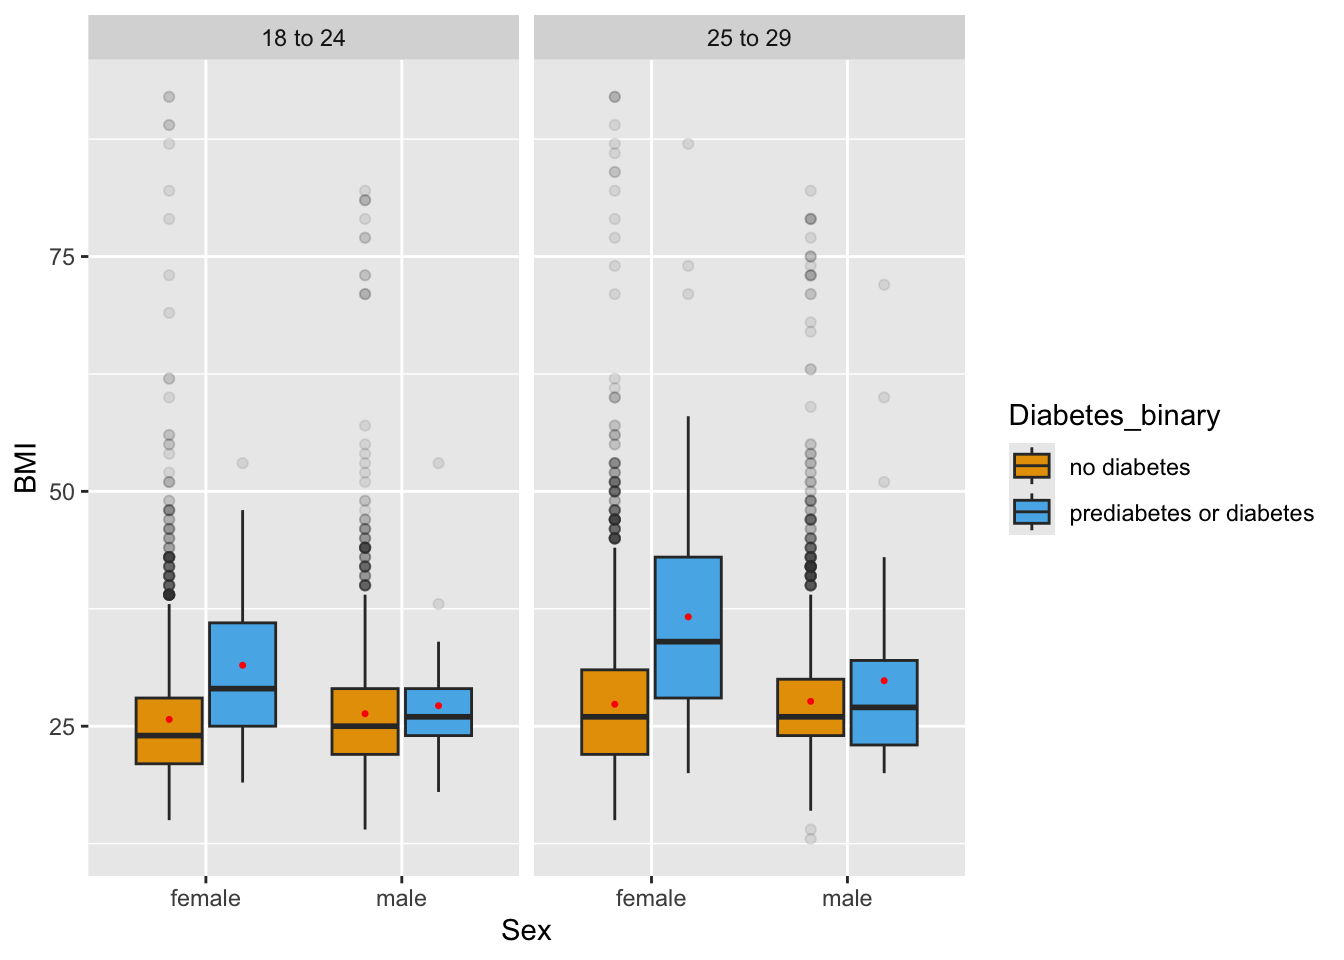 18 to 24
25 to 29
75
50
25
BMI
female
male
female
male
Sex
Diabetes_binary
no diabetes
prediabetes or diabetes